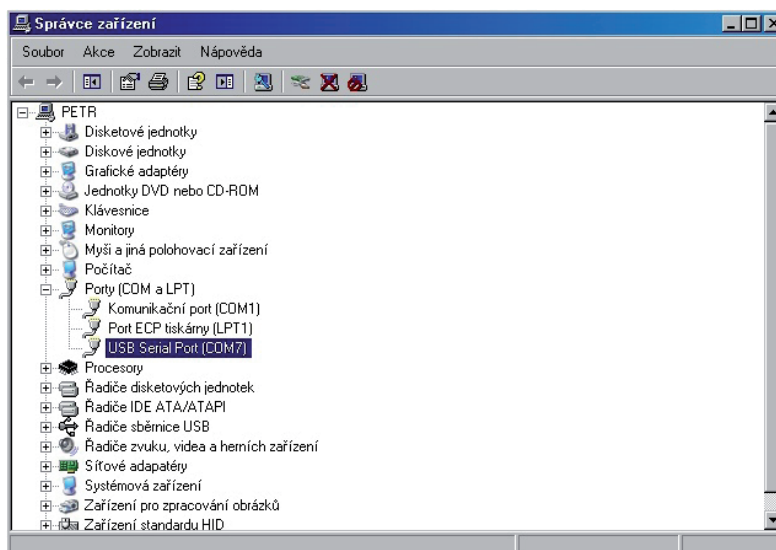 Správce zařízení
Soubor Akce Zobrazit Nápověda
PETR
Disketové jednotky
Diskové jednotky
Grafické adaptéry
Jednotky DVD nebo CD-ROM
Klávesnice
Monitory
Myši a jiná polohovací zařízení
Počítač
Porty (COM a LPT)
Komunikační port (COM1)
Port ECP tiskárny (LPT1)
USB Serial Port (COM7)
Procesory
Řadiče disketových jednotek
Řadiče IDE ATA/ATAPI
Řadiče sběrnice USB
Řadiče zvuku, videa a herních zařízení
Síťové adapatéry
Systémová zařízení
Zařízení pro zpracování obrázků
Zařízení standardu HID